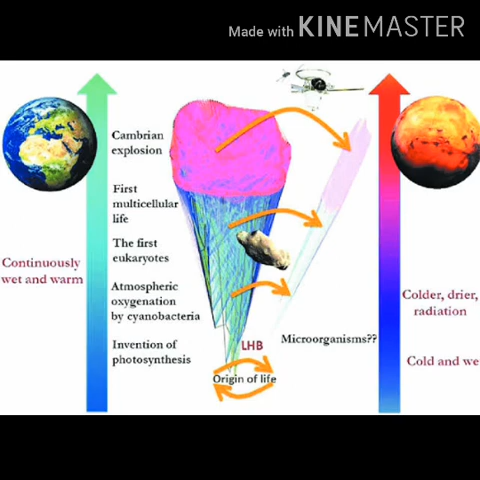 Made with KINEMASTER
Cambrian
explosion
First
multicellular
life
The first
eukaryotes
Continuously
wet and warm
Atmospheric
oxygenation
by cyanobacteria
Colder, drier,
radiation
Invention of
photosynthesis
LHB
Microorganisms??
Cold and we
Origin of life